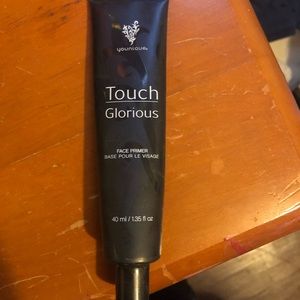 younique®
Touch
Glorious
FACE PRIMER
BASE POUR LE VISAGE
40 ml / 1.35 fl oz